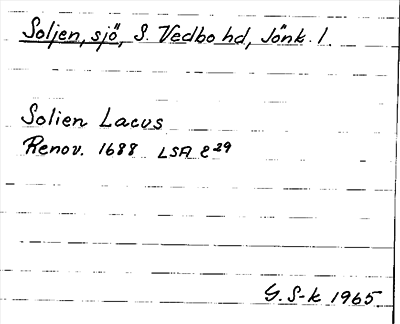 Soljen, sjö, S. Vedbo hd, Jönk. l.
Solien Lacus
Renov. 1688 LSA E29
G. S-k 1965